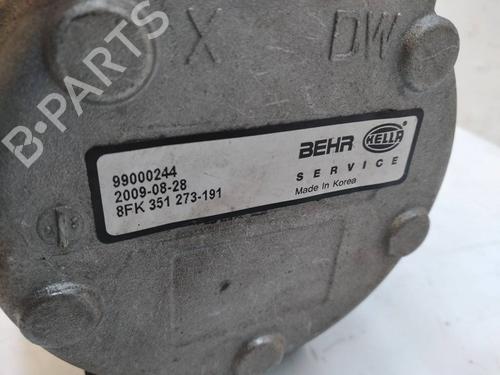 X DW
B-PARTS
99000244
2009-08-28
8FK 351 273-191
BEHR HELLA
SERVICE
Made in Korea